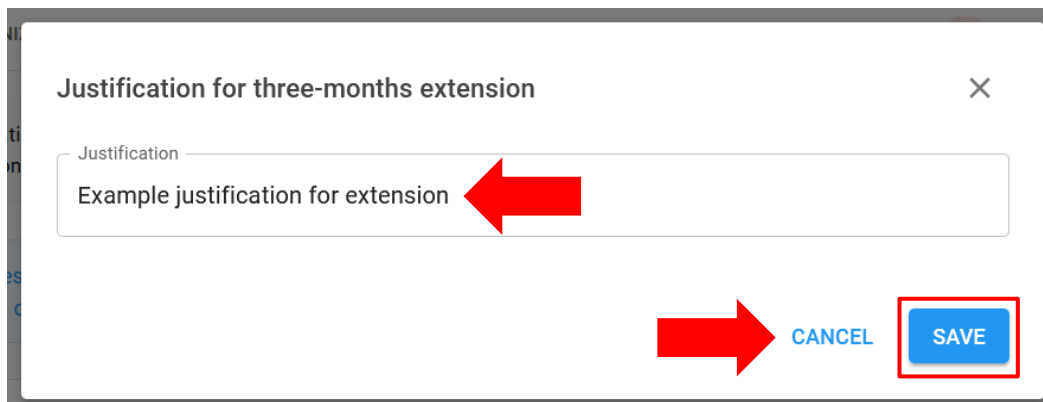 Justification for three-months extension
Justification
Example justification for extension
CANCEL
SAVE